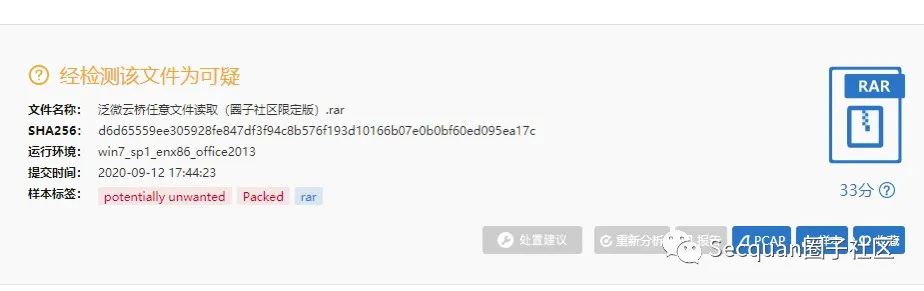 经检测该文件为可疑
文件名称： 泛微云桥任意文件读取（圈子社区限定版）.rar
SHA256： d6d65559ee305928fe847df3f94c8b576f193d10166b07e0b0bf60ed095ea17c
运行环境： win7_sp1_enx86_office2013
提交时间： 2020-09-12 17:44:23
样本标签： potentially unwanted Packed rar
RAR
33分
处置建议 重新分析 报告 PCAP 样本 收藏
Secquan圈子社区